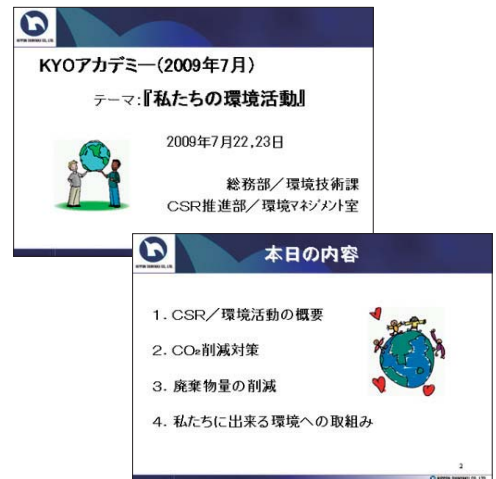 KYOアカデミー(2009年7月)
テーマ:『私たちの環境活動』
2009年7月22,23日
総務部／環境技術課
CSR推進部／環境マネジメント室
本日の内容
1. CSR／環境活動の概要
2. CO₂削減対策
3. 廃棄物量の削減
4. 私たちに出来る環境への取組み
2